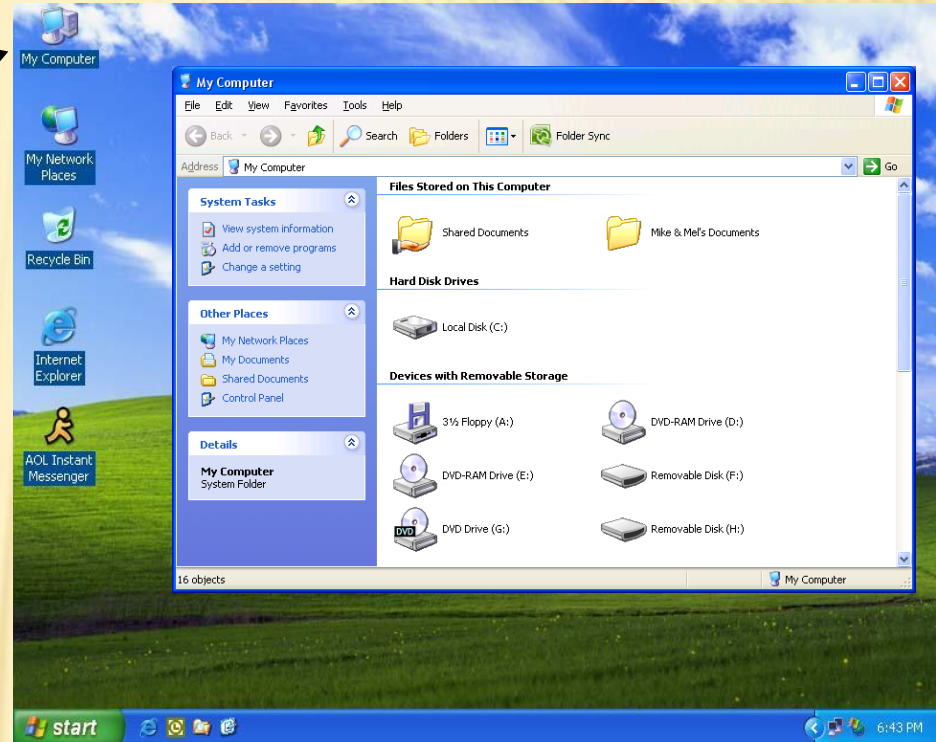 My Computer
My Network
Places
Recycle Bin
Internet
Explorer
AOL Instant
Messenger
My Computer
File Edit View Favorites Tools Help
Back Search Folders Folder Sync
Address My Computer Go
System Tasks
View system information
Add or remove programs
Change a setting
Other Places
My Network Places
My Documents
Shared Documents
Control Panel
Details
My Computer
System Folder
Files Stored on This Computer
Shared Documents Mike & Mel's Documents
Hard Disk Drives
Local Disk (C:)
Devices with Removable Storage
3½ Floppy (A:) DVD-RAM Drive (D:)
DVD-RAM Drive (E:) Removable Disk (F:)
DVD DVD Drive (G:) Removable Disk (H:)
16 objects My Computer
start 6:43 PM